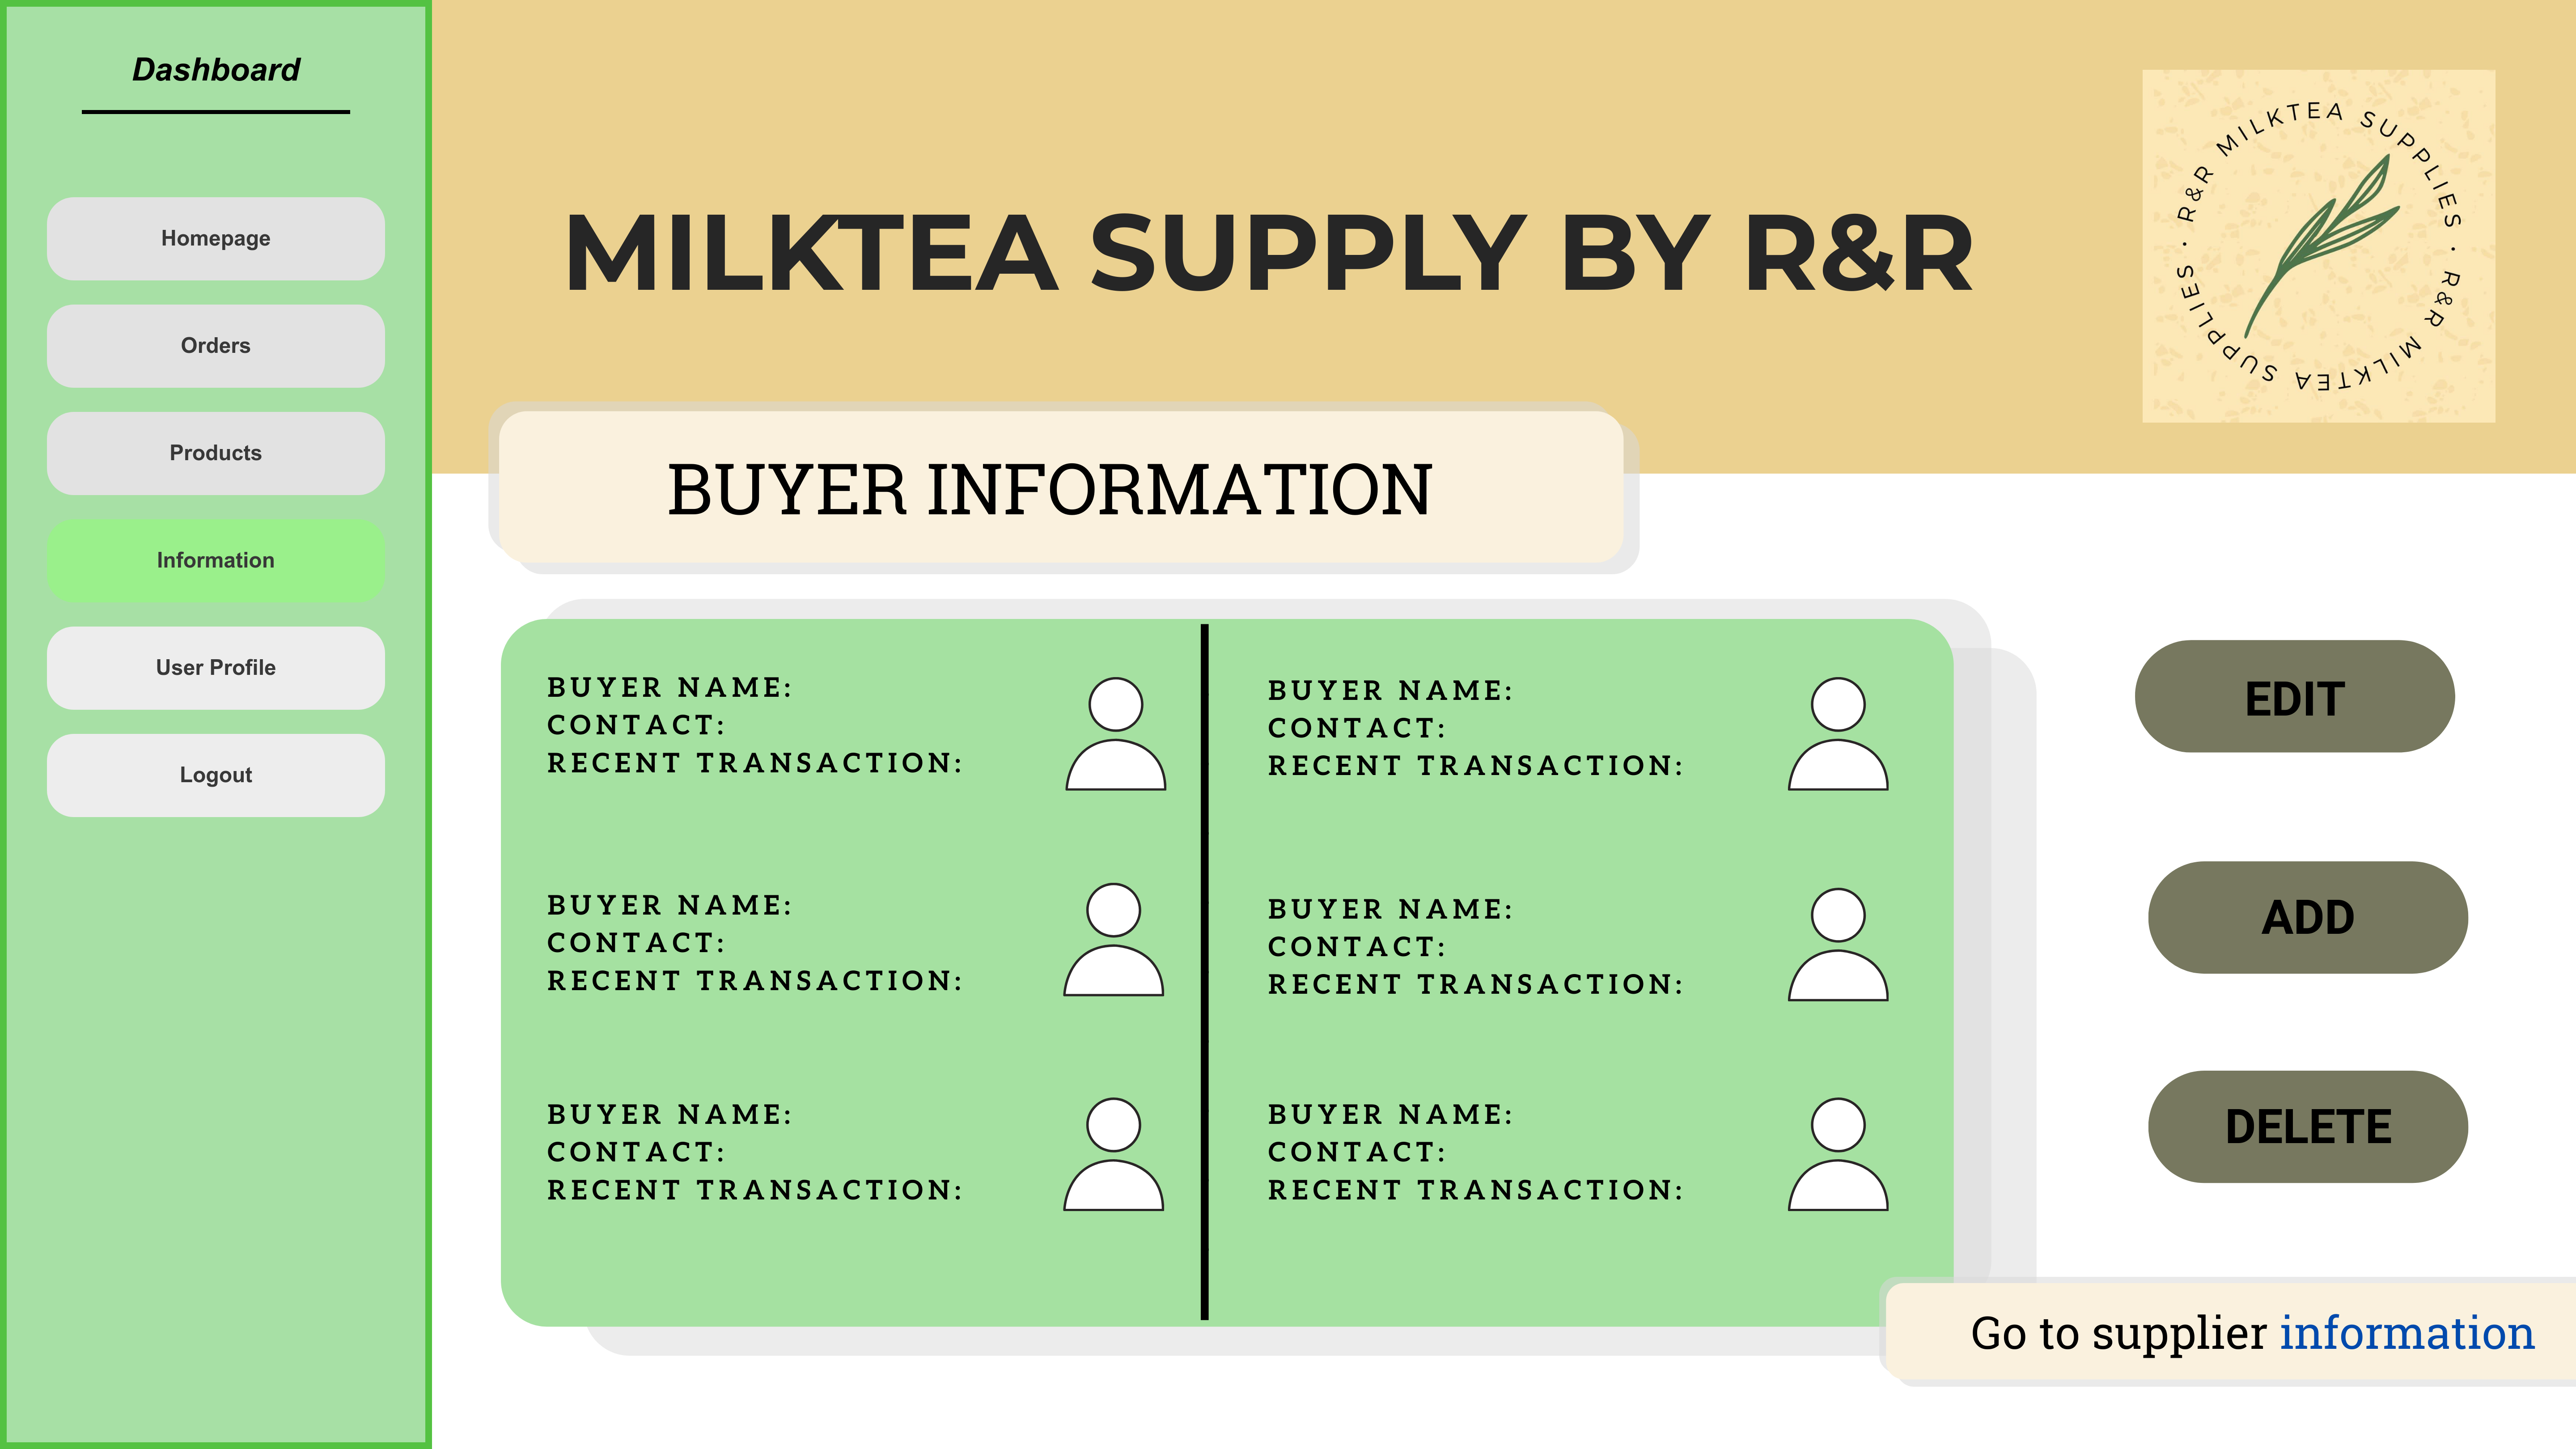 Dashboard
Homepage
Orders
Products
Information
User Profile
Logout
MILKTEA SUPPLY BY R&R
R&R MILKTEA SUPPLIES · R&R MILKTEA SUPPLIES ·
BUYER INFORMATION
BUYER NAME:
CONTACT:
RECENT TRANSACTION:
BUYER NAME:
CONTACT:
RECENT TRANSACTION:
BUYER NAME:
CONTACT:
RECENT TRANSACTION:
BUYER NAME:
CONTACT:
RECENT TRANSACTION:
BUYER NAME:
CONTACT:
RECENT TRANSACTION:
BUYER NAME:
CONTACT:
RECENT TRANSACTION:
EDIT
ADD
DELETE
Go to supplier information